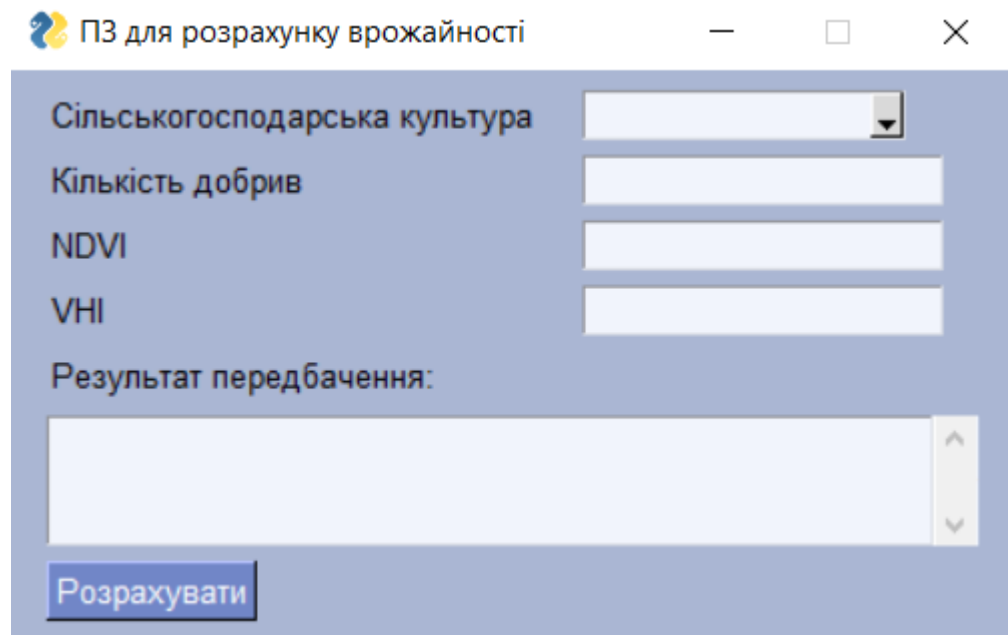 ПЗ для розрахунку врожайності
Сільськогосподарська культура
Кількість добрив
NDVI
VHI
Результат передбачення:
Розрахувати